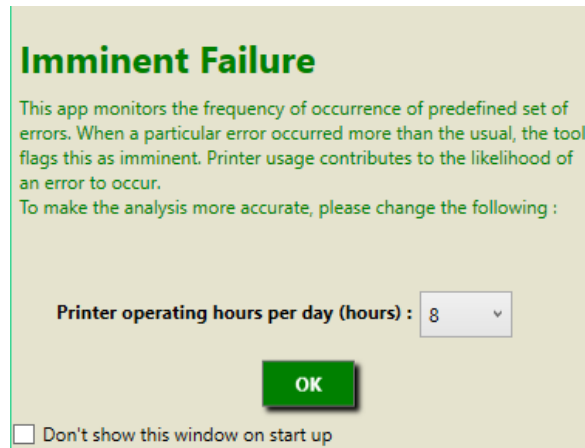 Imminent Failure
This app monitors the frequency of occurrence of predefined set of
errors. When a particular error occurred more than the usual, the tool
flags this as imminent. Printer usage contributes to the likelihood of
an error to occur.
To make the analysis more accurate, please change the following :
Printer operating hours per day (hours) : 8
OK
Don't show this window on start up